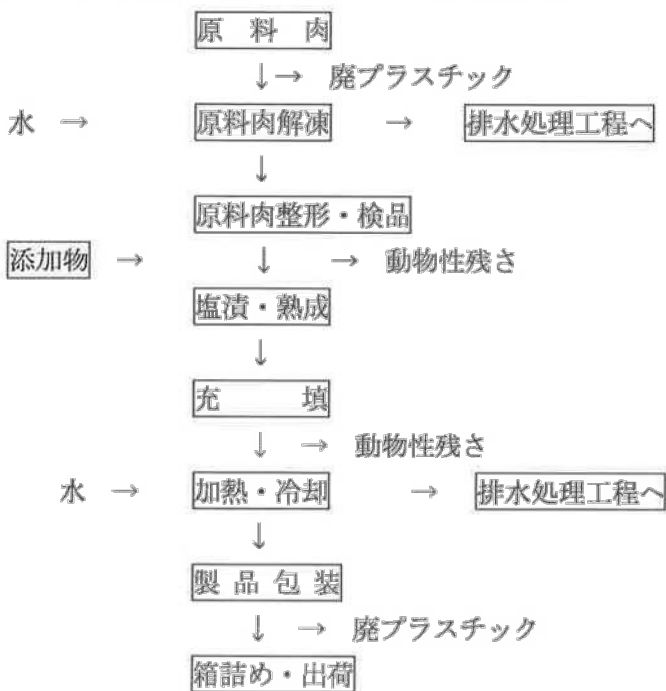 原料肉
↓→ 廃プラスチック
水 → 原料肉解凍 → 排水処理工程へ
↓
原料肉整形・検品
添加物 → ↓ → 動物性残さ
塩漬・熟成
↓
充填
↓ → 動物性残さ
水 → 加熱・冷却 → 排水処理工程へ
↓
製品包装
↓ → 廃プラスチック
箱詰め・出荷